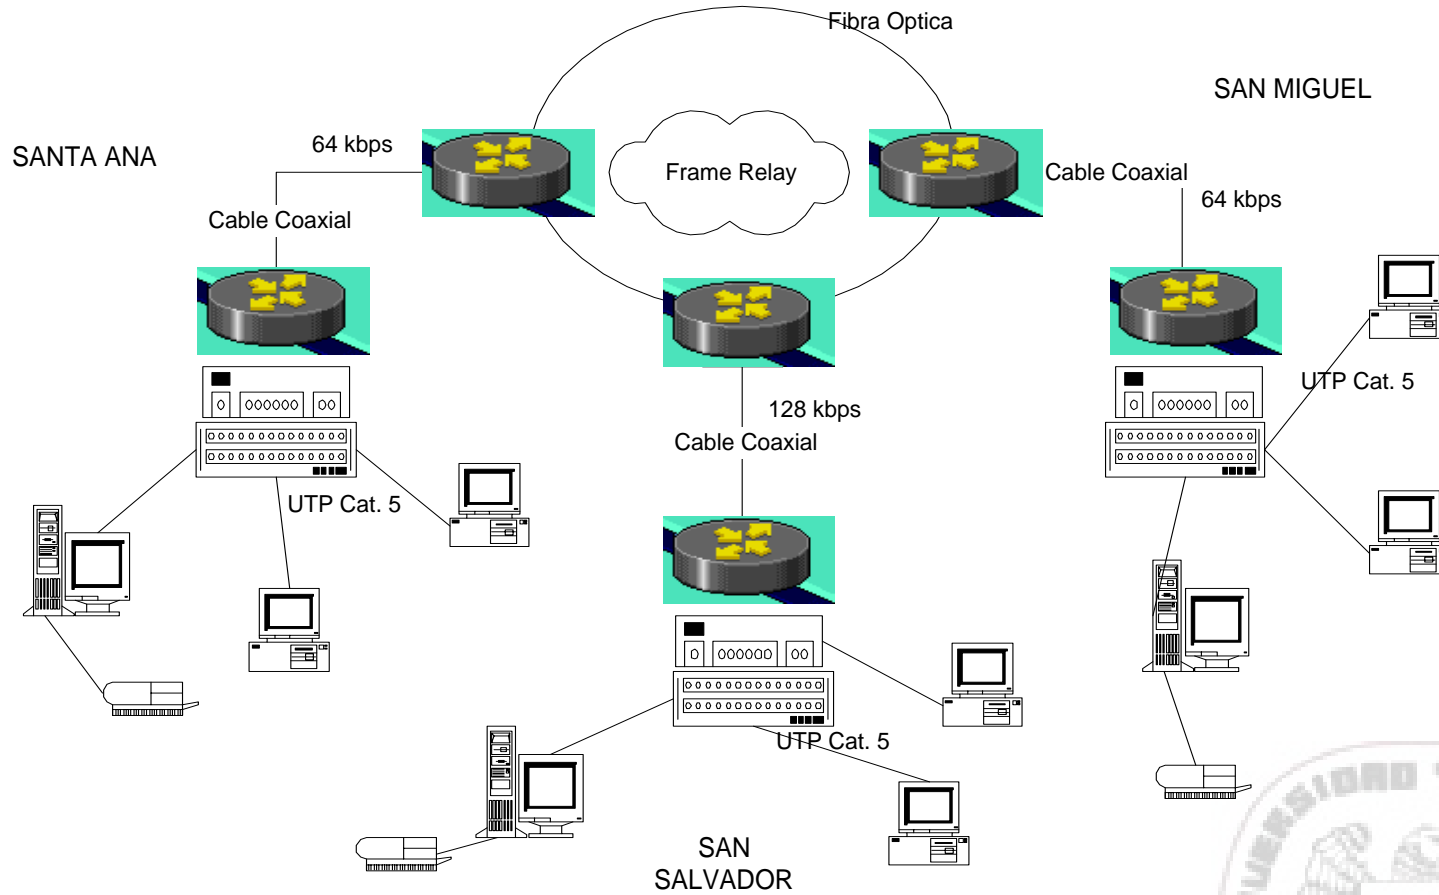 Fibra Optica
SAN MIGUEL
SANTA ANA
64 kbps
Frame Relay
Cable Coaxial
64 kbps
Cable Coaxial
UTP Cat. 5
128 kbps
Cable Coaxial
UTP Cat. 5
UTP Cat. 5
SAN
SALVADOR